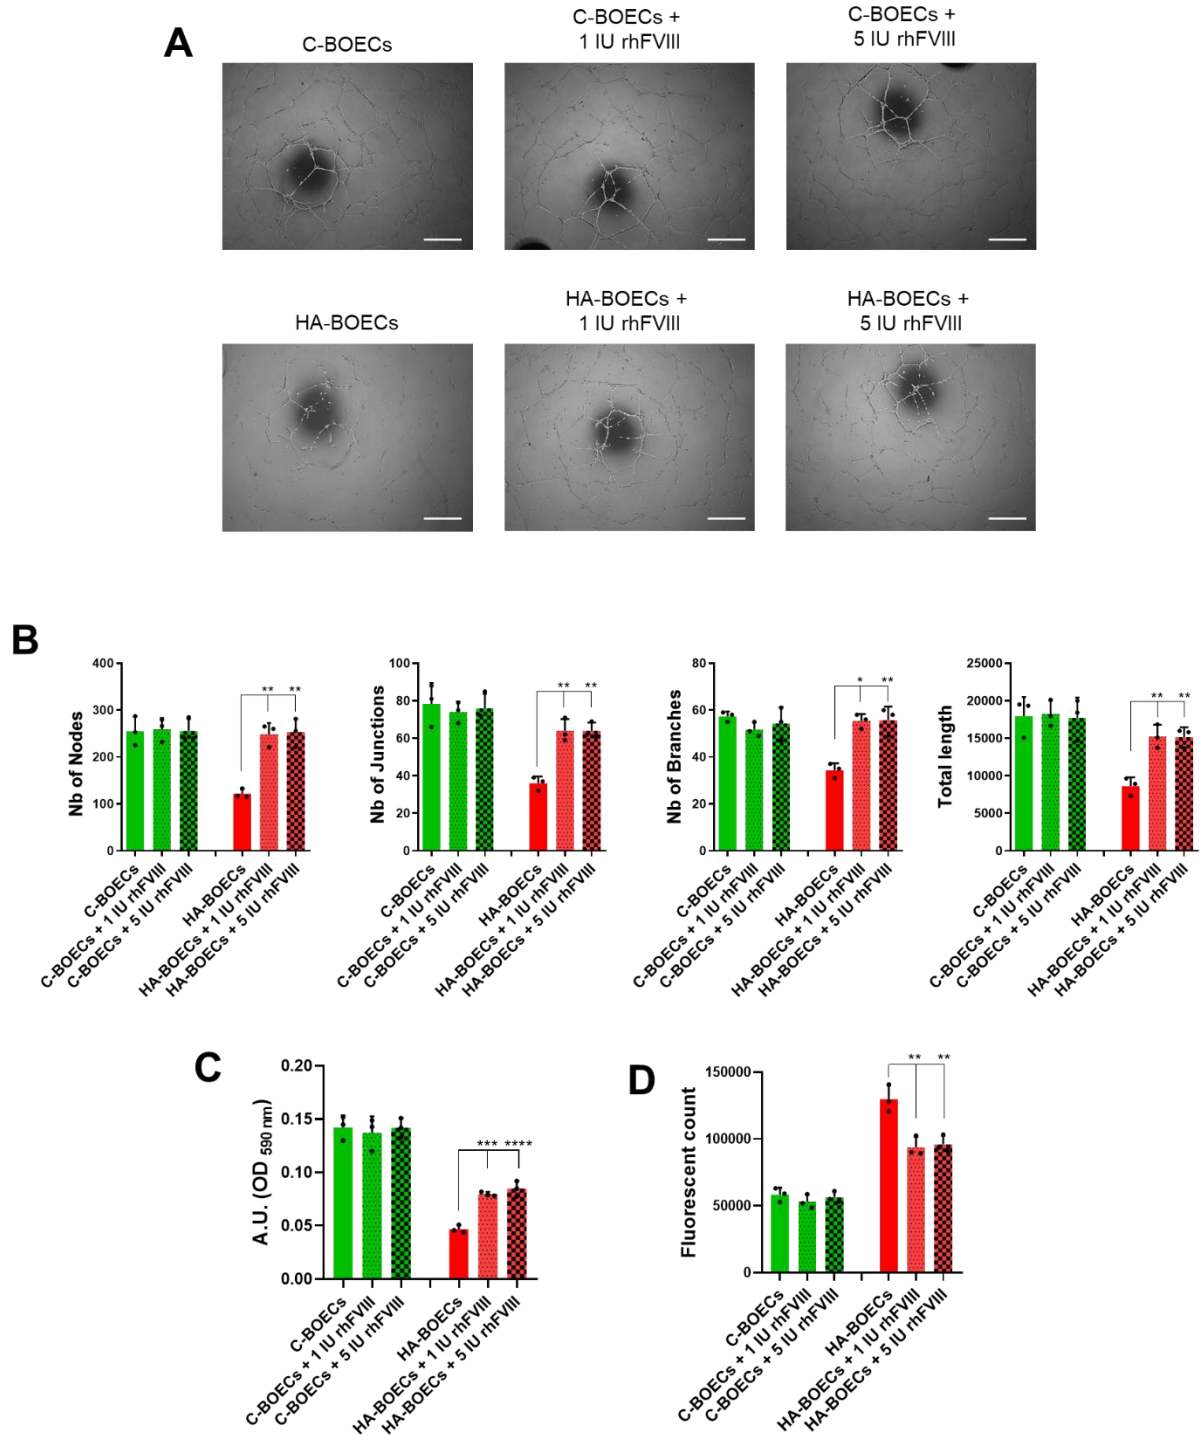 A
C-BOECs
C-BOECs +
1 IU rhFVIII
C-BOECs +
5 IU rhFVIII
HA-BOECs
HA-BOECs +
1 IU rhFVIII
HA-BOECs +
5 IU rhFVIII
B
Nb of Nodes
400
300
200
100
0
** **
C-BOECs
C-BOECs + 1 IU rhFVIII
C-BOECs + 5 IU rhFVIII
HA-BOECs
HA-BOECs + 1 IU rhFVIII
HA-BOECs + 5 IU rhFVIII
Nb of Junctions
100
80
60
40
20
0
** **
C-BOECs
C-BOECs + 1 IU rhFVIII
C-BOECs + 5 IU rhFVIII
HA-BOECs
HA-BOECs + 1 IU rhFVIII
HA-BOECs + 5 IU rhFVIII
Nb of Branches
80
60
40
20
0
* **
C-BOECs
C-BOECs + 1 IU rhFVIII
C-BOECs + 5 IU rhFVIII
HA-BOECs
HA-BOECs + 1 IU rhFVIII
HA-BOECs + 5 IU rhFVIII
Total length
25000
20000
15000
10000
5000
0
** **
C-BOECs
C-BOECs + 1 IU rhFVIII
C-BOECs + 5 IU rhFVIII
HA-BOECs
HA-BOECs + 1 IU rhFVIII
HA-BOECs + 5 IU rhFVIII
C
A.U. (OD 590 nm)
0.20
0.15
0.10
0.05
0.00
*** ****
C-BOECs
C-BOECs + 1 IU rhFVIII
C-BOECs + 5 IU rhFVIII
HA-BOECs
HA-BOECs + 1 IU rhFVIII
HA-BOECs + 5 IU rhFVIII
D
Fluorescent count
150000
100000
50000
0
** **
C-BOECs
C-BOECs + 1 IU rhFVIII
C-BOECs + 5 IU rhFVIII
HA-BOECs
HA-BOECs + 1 IU rhFVIII
HA-BOECs + 5 IU rhFVIII